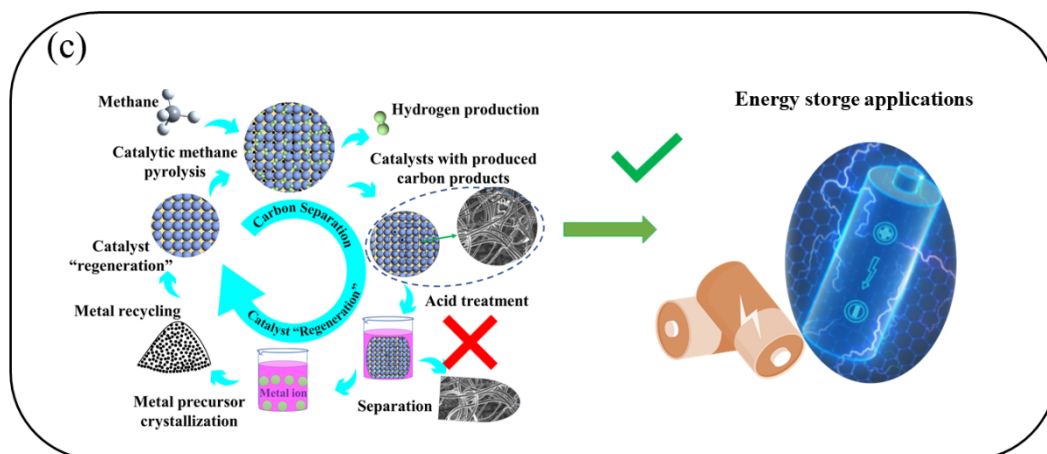 (c)
Methane
Hydrogen production
Energy storge applications
Catalytic methane
pyrolysis
Catalysts with produced
carbon products
Carbon Separation
Catalyst
“regeneration”
Catalyst “Regeneration”
Acid treatment
Metal recycling
Metal ion
Metal precursor
crystallization
Separation